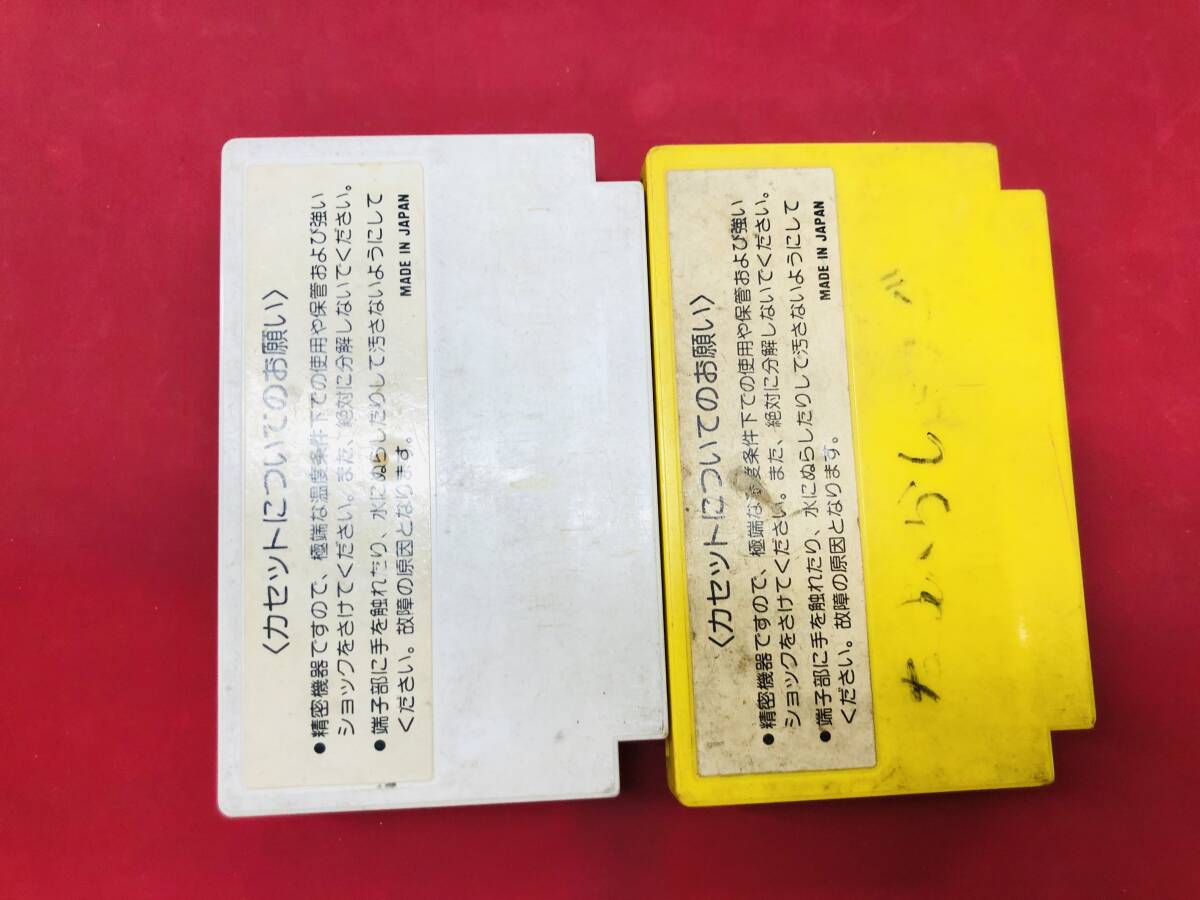 〈カセットについてのお願い〉
●精密機器ですので、極端な温度条件下での使用や保管および強い
ショックをさけてください。また、絶対に分解しないでください。
●端子部に手を触れたり、水にぬらしたりして汚さないようにして
ください。故障の原因となります。
MADE IN JAPAN
〈カセットについてのお願い〉
●精密機器ですので、極端な温度条件下での使用や保管および強い
ショックをさけてください。また、絶対に分解しないでください。
●端子部に手を触れたり、水にぬらしたりして汚さないようにして
ください。故障の原因となります。
MADE IN JAPAN